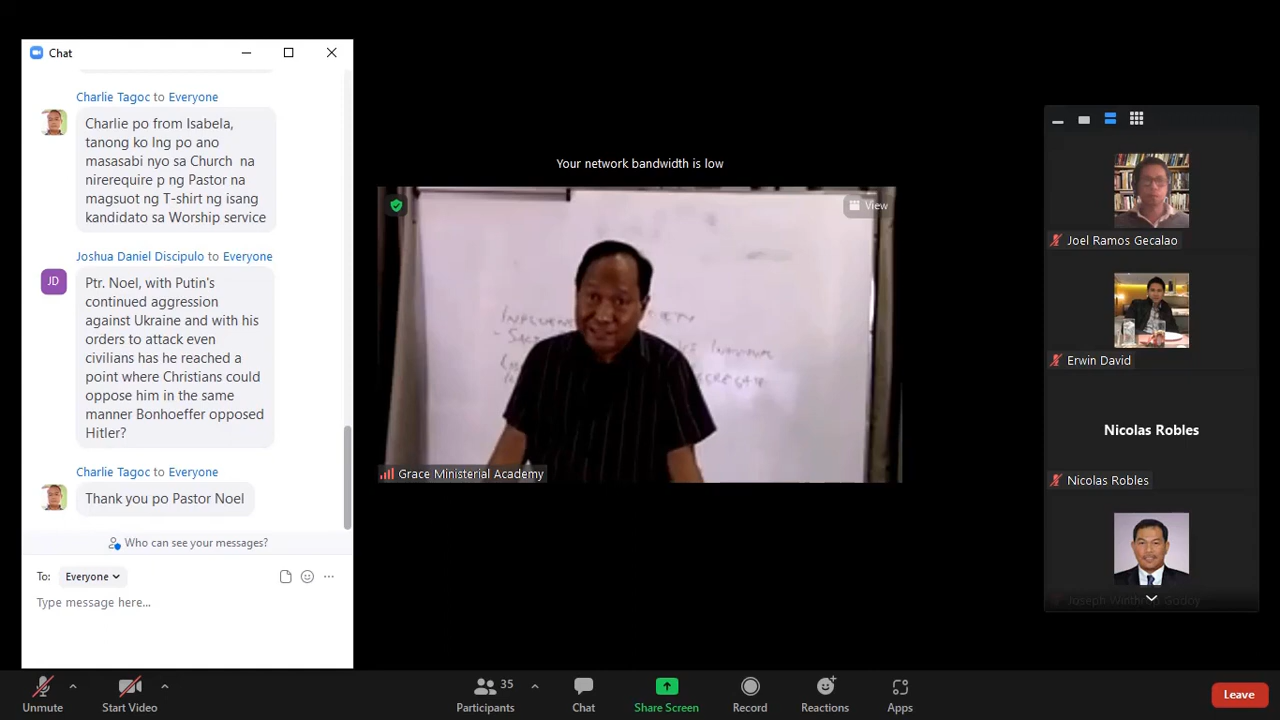 Chat
Charlie Tagoc to Everyone
Charlie po from Isabela,
tanong ko Ing po ano
masasabi nyo sa Church na
nirerequire p ng Pastor na
magsuot ng T-shirt ng isang
kandidato sa Worship service
Joshua Daniel Discipulo to Everyone
JD
Ptr. Noel, with Putin's
continued aggression
against Ukraine and with his
orders to attack even
civilians has he reached a
point where Christians could
oppose him in the same
manner Bonhoeffer opposed
Hitler?
Charlie Tagoc to Everyone
Thank you po Pastor Noel
Who can see your messages?
To: Everyone
Type message here...
Your network bandwidth is low
View
Grace Ministerial Academy
Joel Ramos Gecalao
Erwin David
Nicolas Robles
Nicolas Robles
Joseph Winthrop Godoy
Unmute
Start Video
35
Participants
Chat
Share Screen
Record
Reactions
Apps
Leave